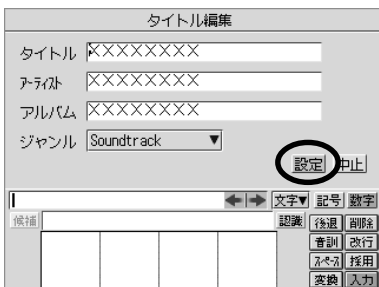 タイトル編集
タイトル XXXXXXXX
アーティスト XXXXXXXX
アルバム XXXXXXXX
ジャンル Soundtrack ▼
設定 中止
文字▼ 記号 数字
候補 認識 後退 削除
音訓 改行
スペース 採用
変換 入力